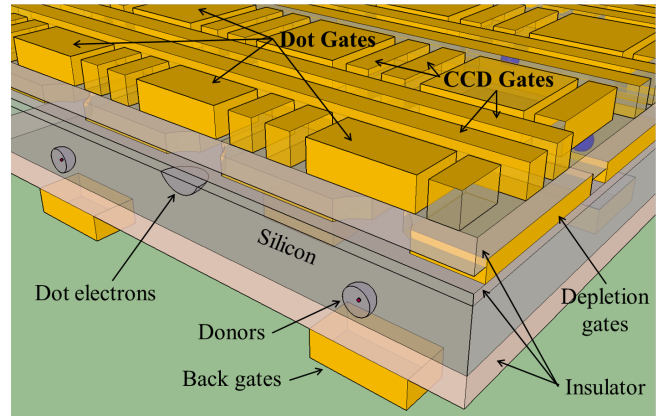 Dot Gates
CCD Gates
Silicon
Dot electrons
Donors
Back gates
Depletion
gates
Insulator